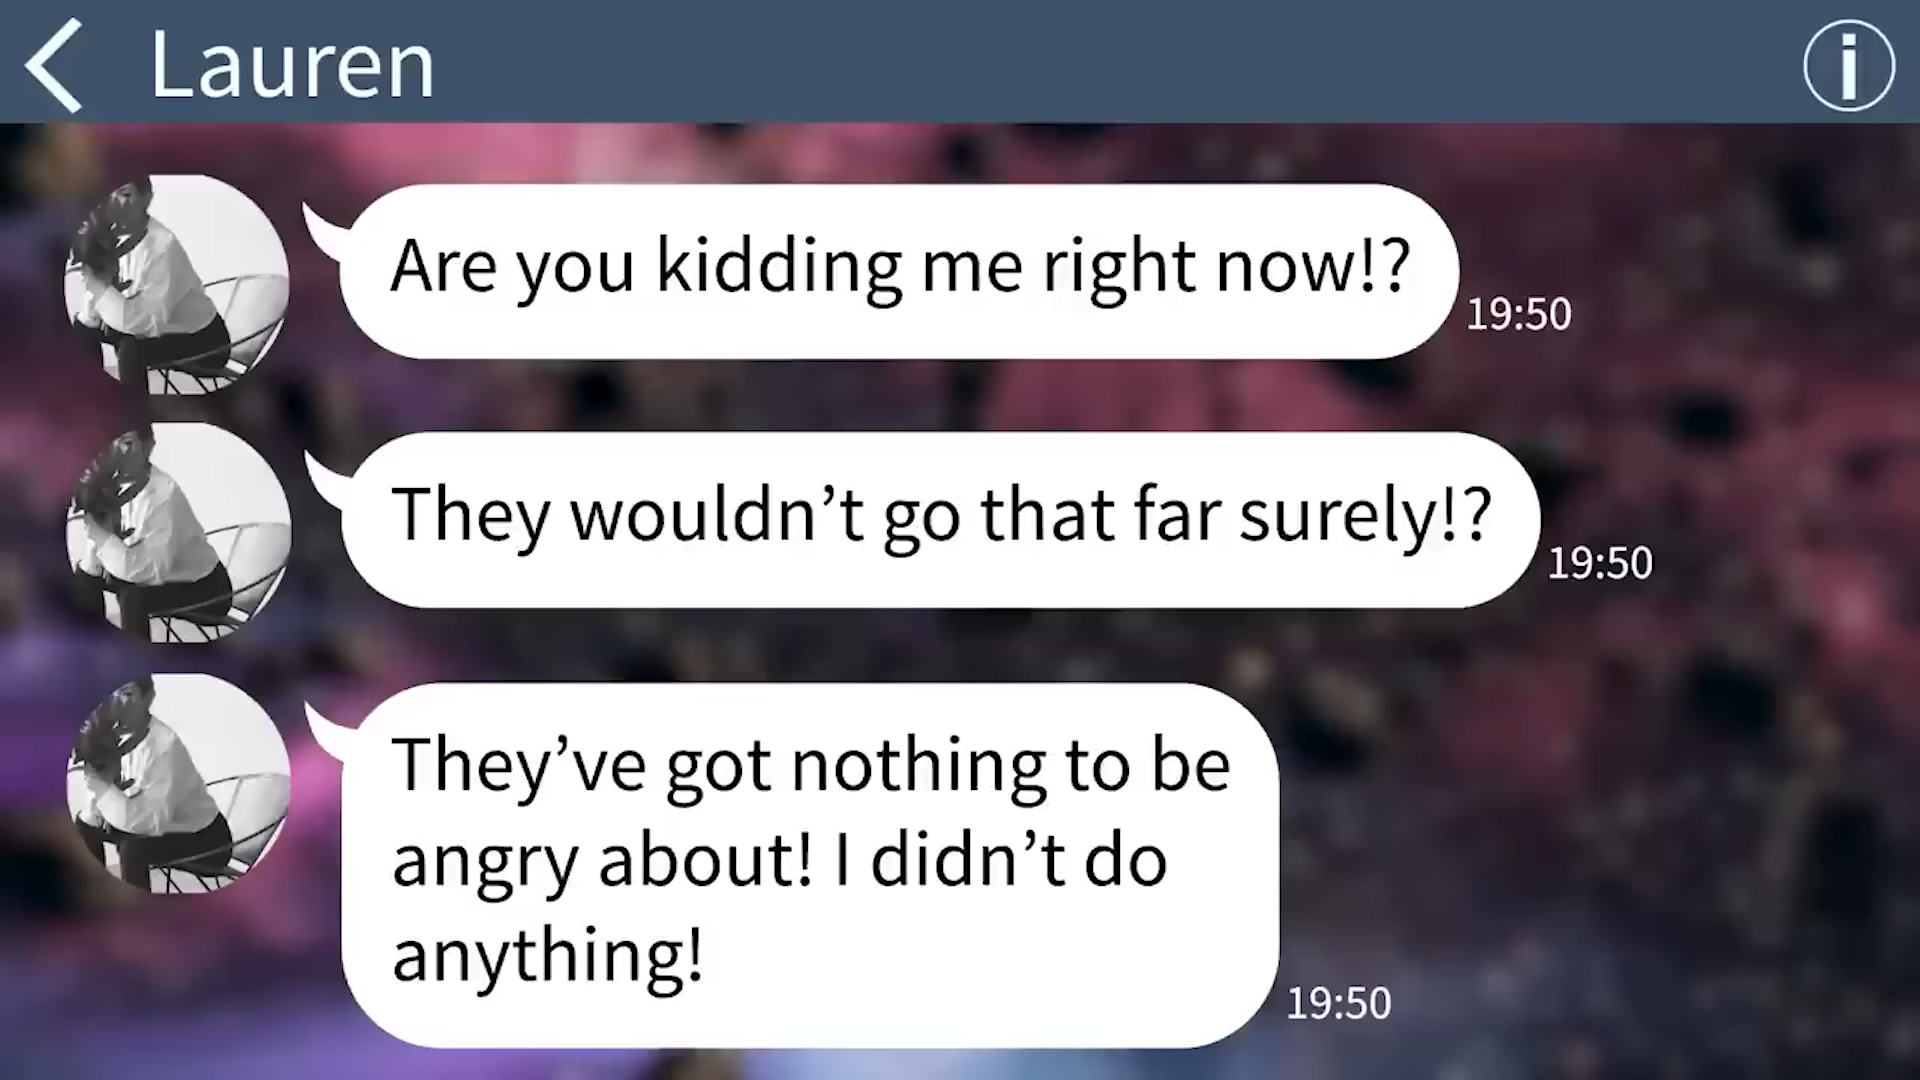 Lauren
Are you kidding me right now!?
19:50
They wouldn’t go that far surely!?
19:50
They’ve got nothing to be
angry about! I didn’t do
anything!
19:50